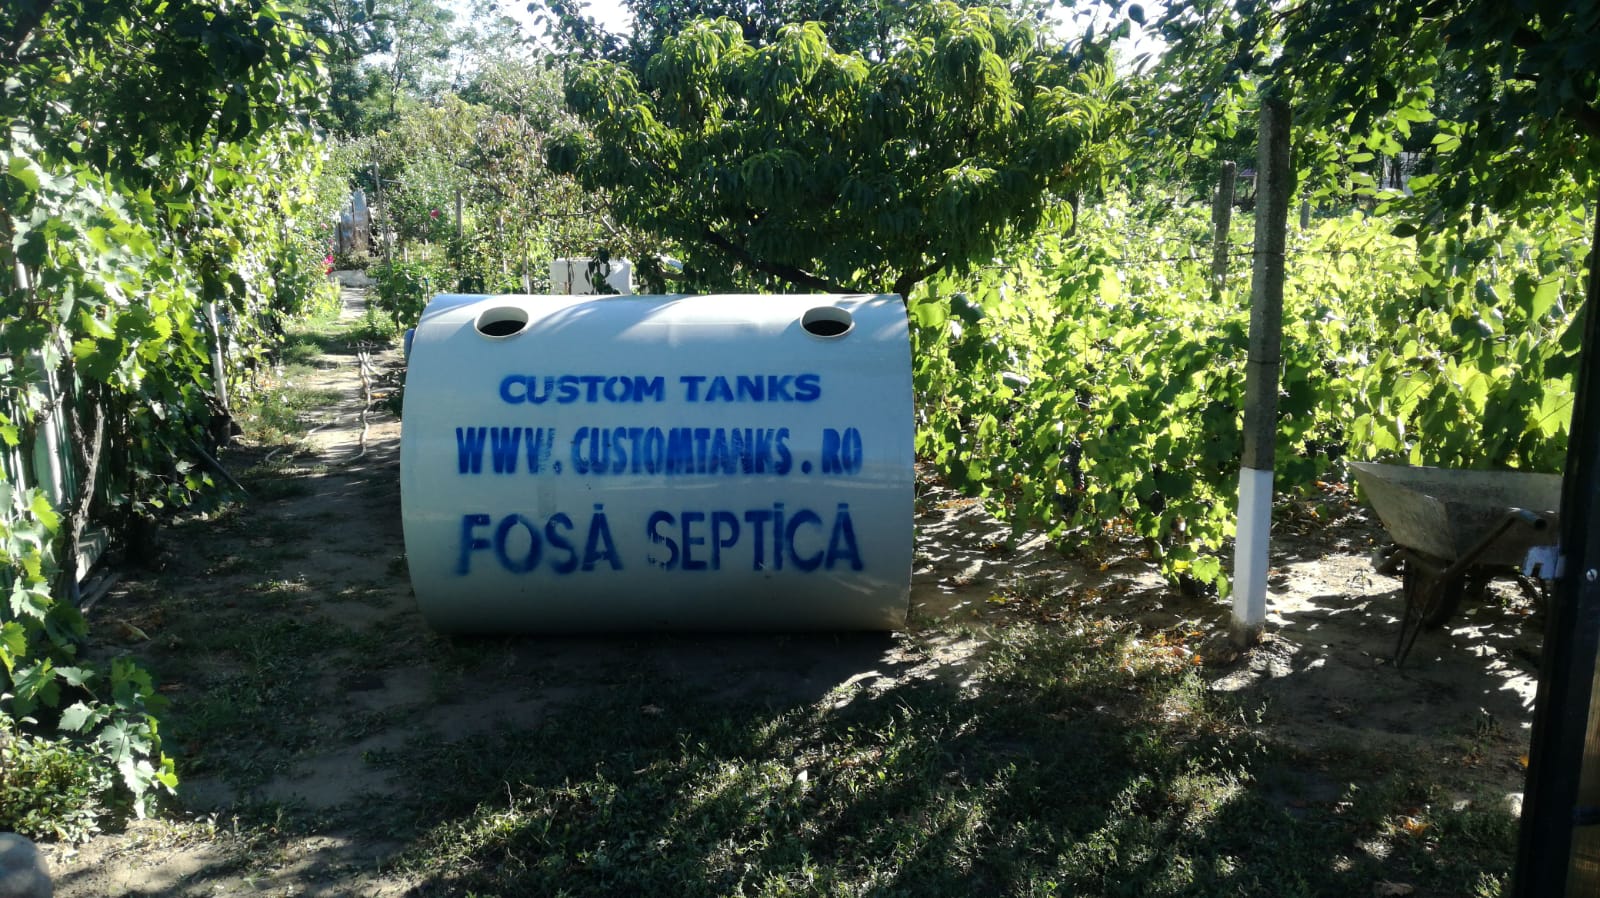 CUSTOM TANKS
WWW.CUSTOMTANKS.RO
FOSĂ SEPTICĂ